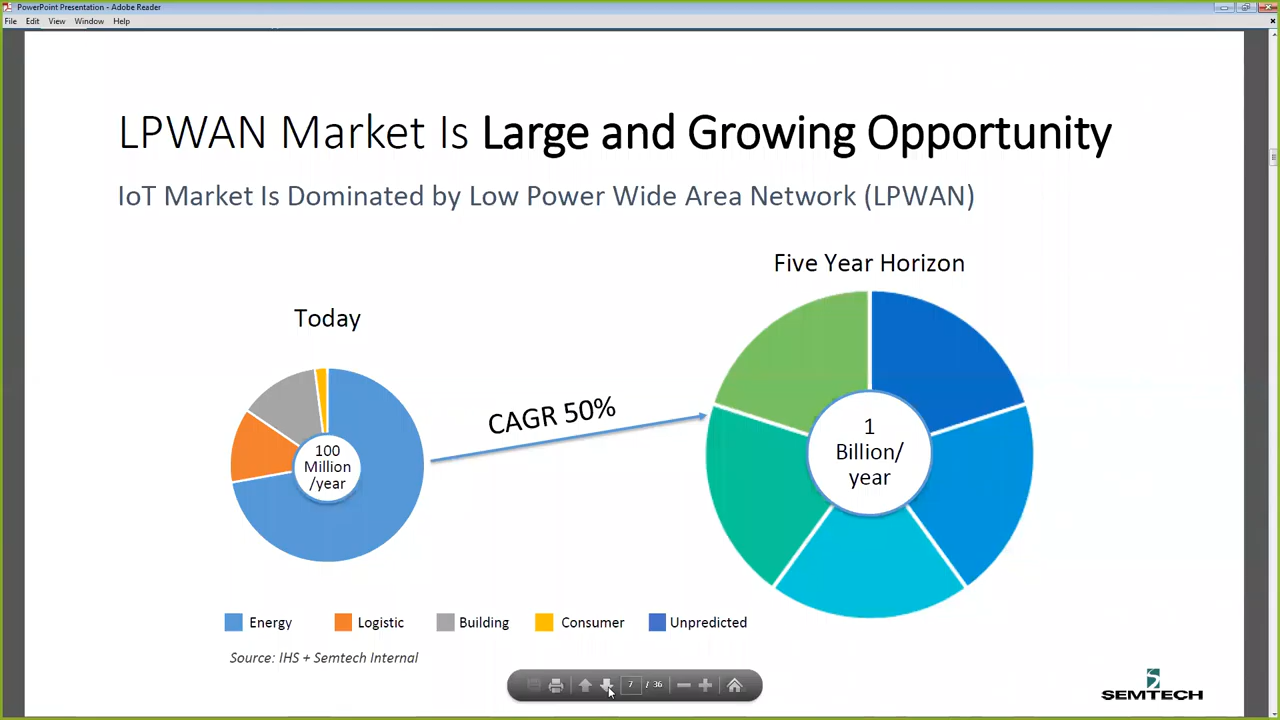 PowerPoint Presentation - Adobe Reader
File Edit View Window Help
LPWAN Market Is Large and Growing Opportunity
IoT Market Is Dominated by Low Power Wide Area Network (LPWAN)
Five Year Horizon
Today
CAGR 50%
100
Million
/year
1
Billion/
year
Energy Logistic Building Consumer Unpredicted
Source: IHS + Semtech Internal
7 / 36
SEMTECH